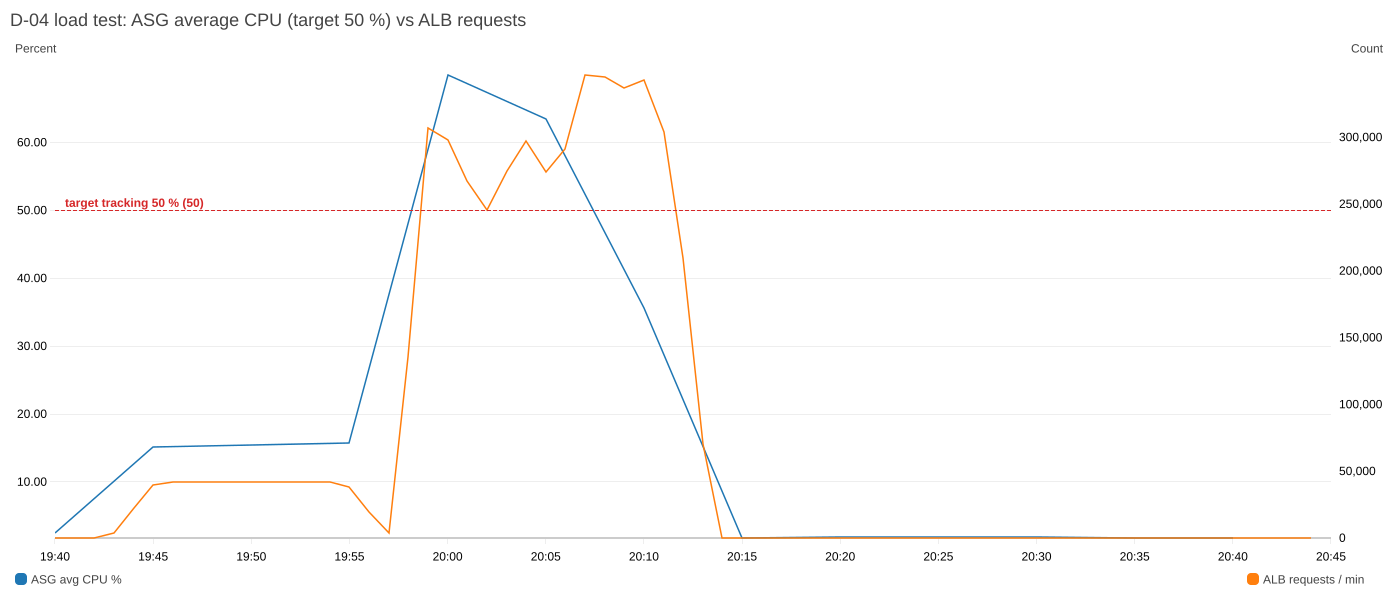 D-04 load test: ASG average CPU (target 50 %) vs ALB requests
Percent
Count
60.00
50.00
40.00
30.00
20.00
10.00
target tracking 50 % (50)
300,000
250,000
200,000
150,000
100,000
50,000
0
19:40 19:45 19:50 19:55 20:00 20:05 20:10 20:15 20:20 20:25 20:30 20:35 20:40 20:45
ASG avg CPU %
ALB requests / min